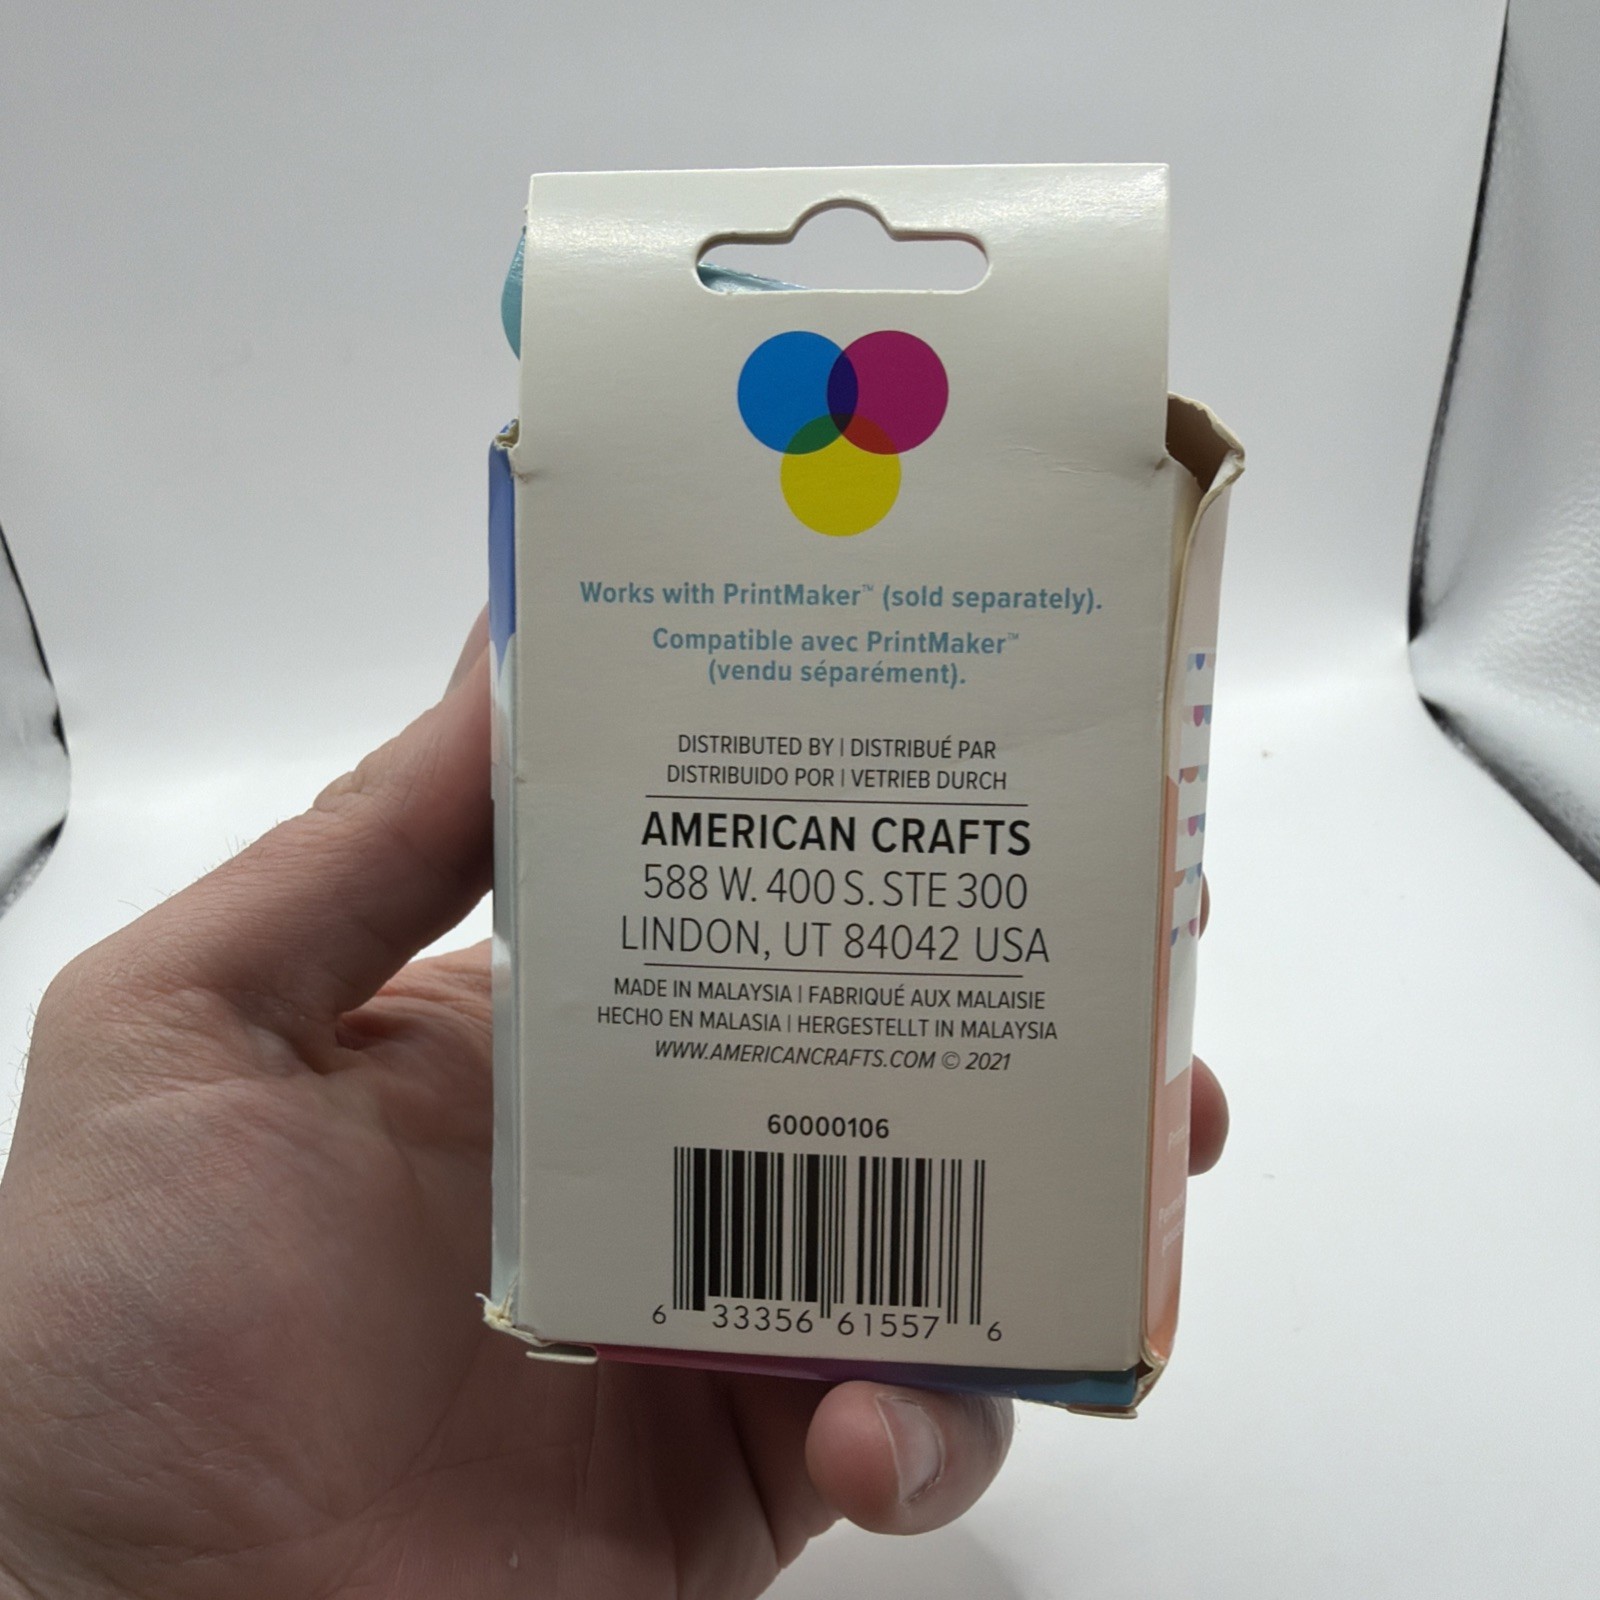 Works with PrintMaker™ (sold separately).
Compatible avec PrintMaker™
(vendu séparément).
DISTRIBUTED BY | DISTRIBUÉ PAR
DISTRIBUIDO POR | VETRIEB DURCH
AMERICAN CRAFTS
588 W. 400 S. STE 300
LINDON, UT 84042 USA
MADE IN MALAYSIA | FABRIQUÉ AUX MALAISIE
HECHO EN MALASIA | HERGESTELLT IN MALAYSIA
WWW.AMERICANCRAFTS.COM © 2021
60000106
6 33356 61557 6